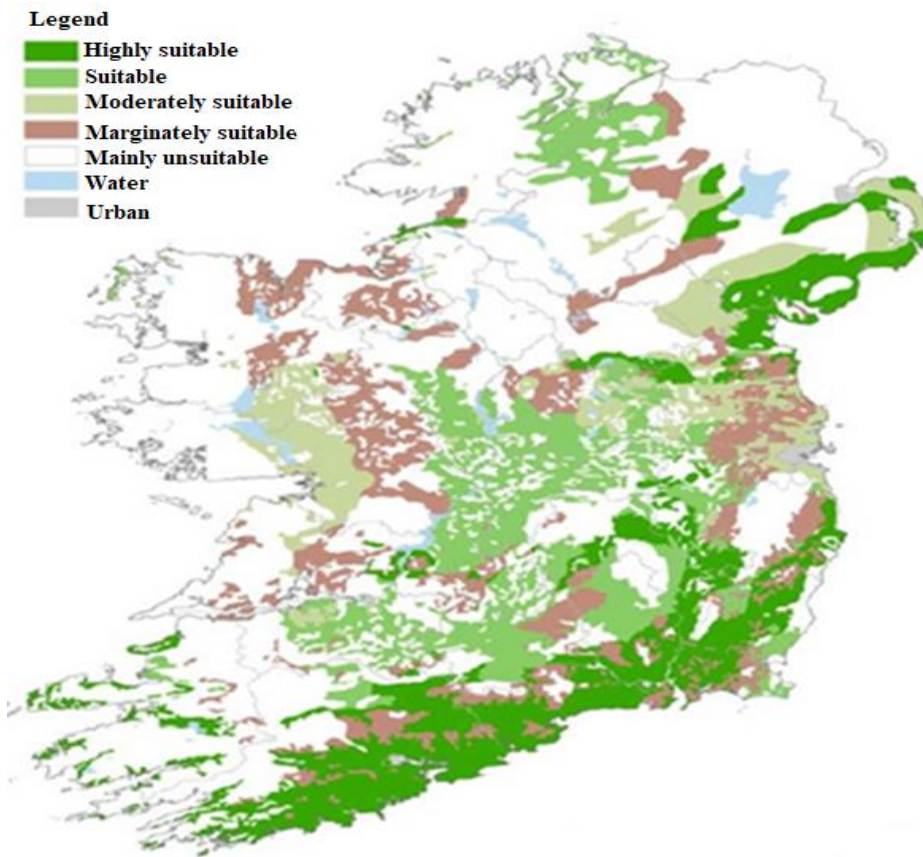 Legend
Highly suitable
Suitable
Moderately suitable
Marginately suitable
Mainly unsuitable
Water
Urban